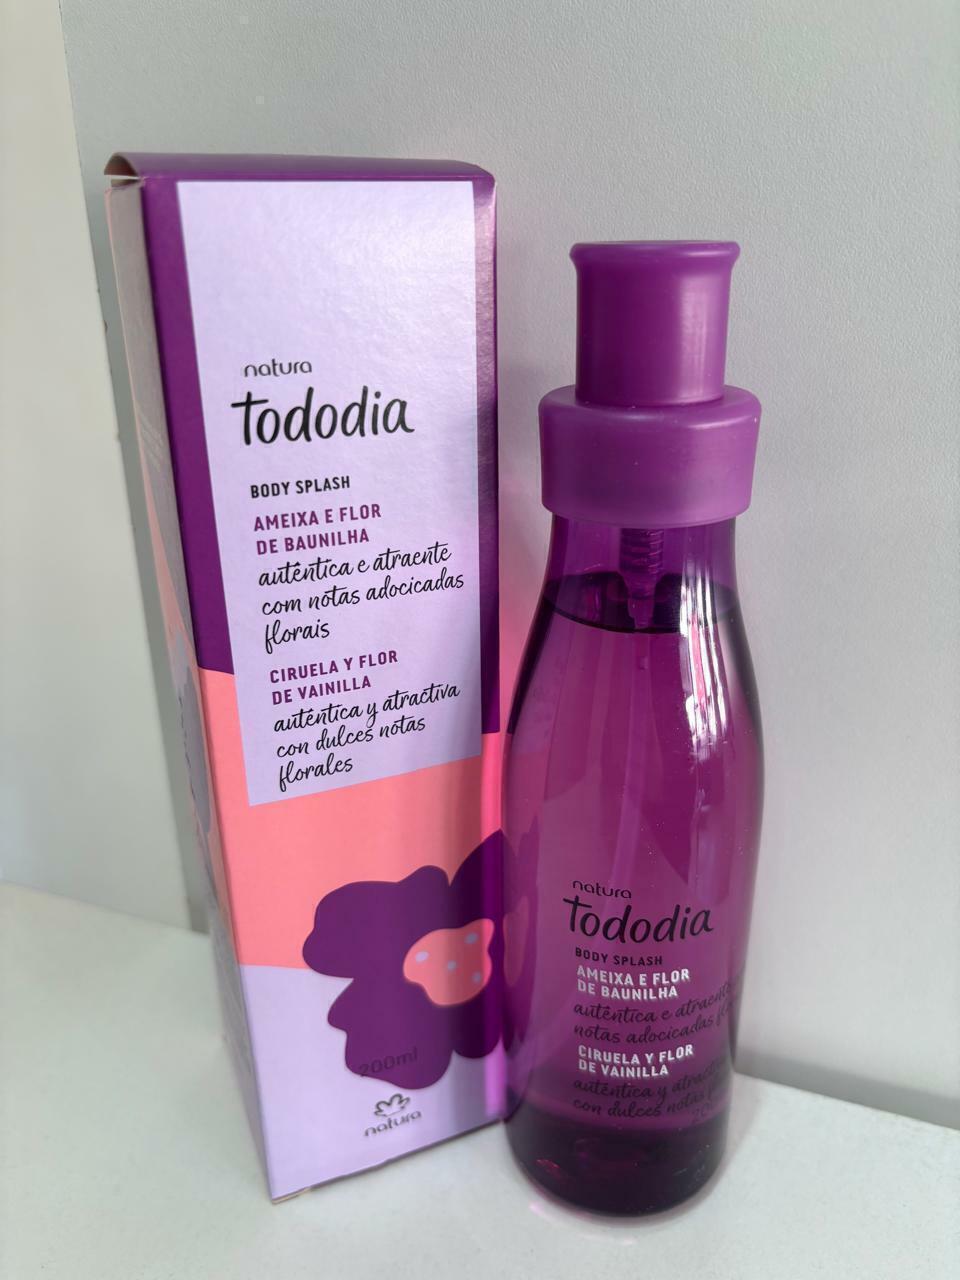 natura
tododia
BODY SPLASH
AMEIXA E FLOR
DE BAUNILHA
autêntica e atraente
com notas adocicadas
florais
CIRUELA Y FLOR
DE VAINILLA
auténtica y atractiva
con dulces notas
florales
200ml
natura
natura
tododia
BODY SPLASH
AMEIXA E FLOR
DE BAUNILHA
autêntica e atraente
notas adocicadas
CIRUELA Y FLOR
DE VAINILLA
auténtica y
con dulces notas